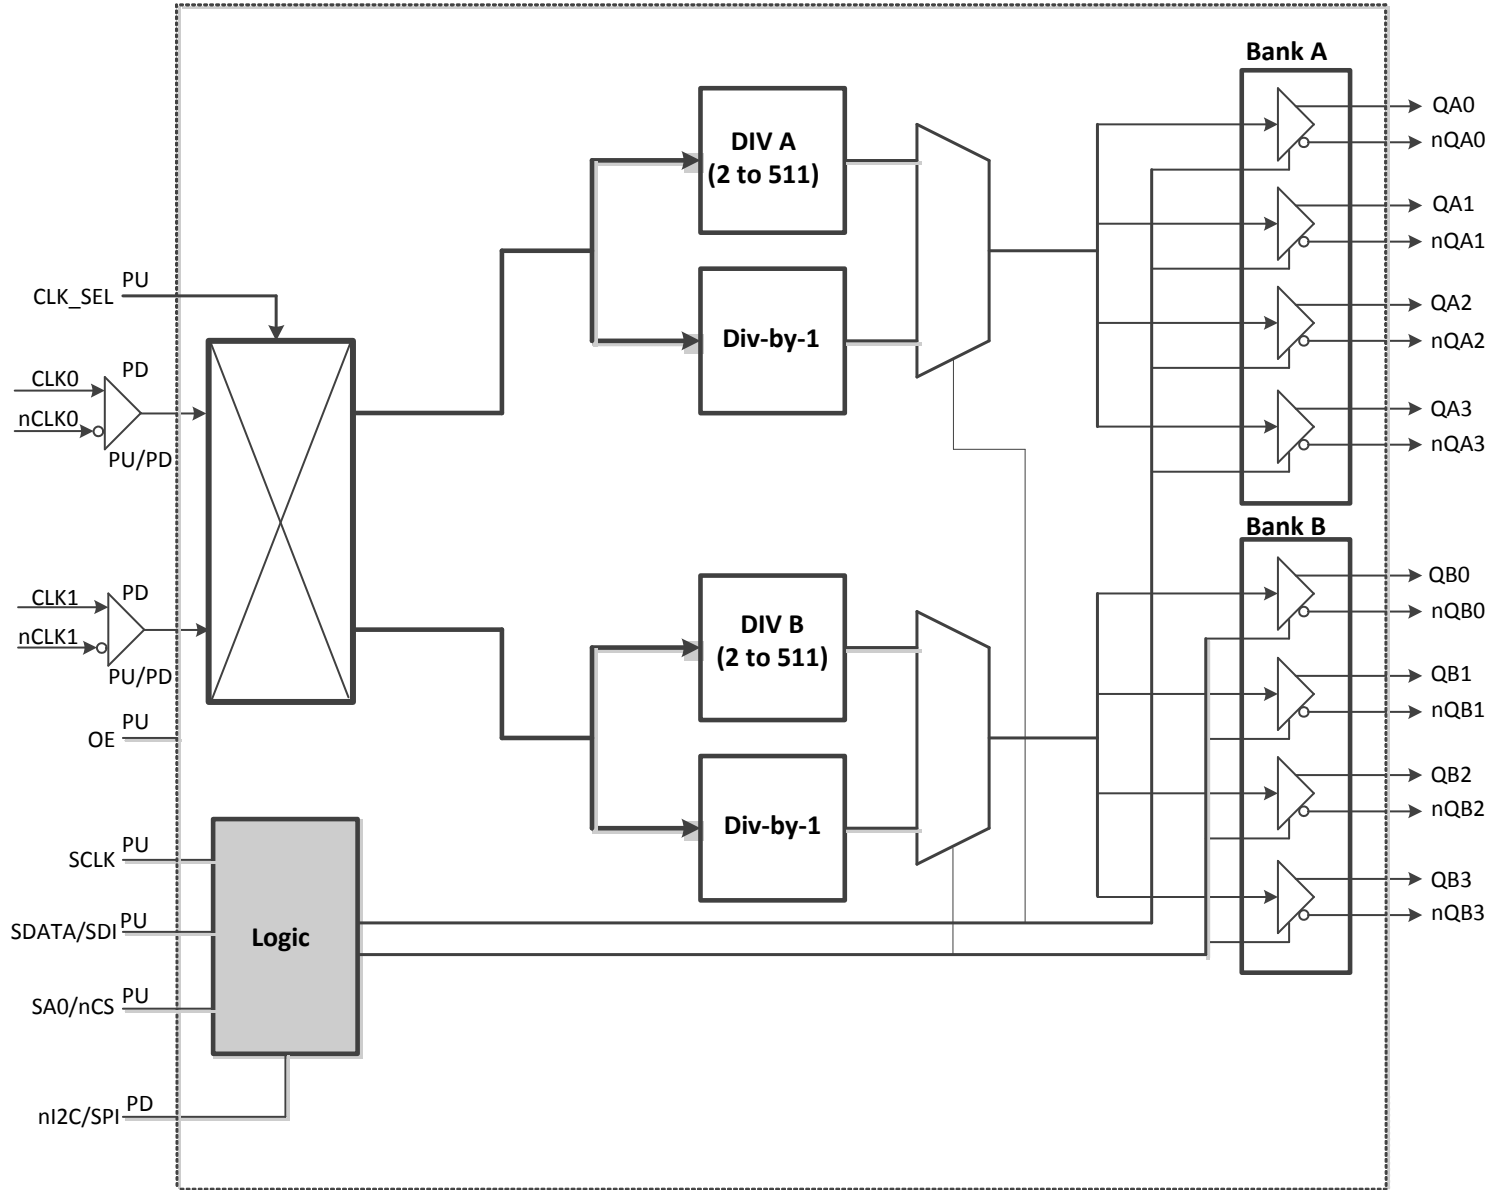 Bank A
QA0
nQA0
QA1
nQA1
QA2
nQA2
QA3
nQA3
DIV A
(2 to 511)
Div-by-1
CLK_SEL
PU
CLK0
PD
nCLK0
PU/PD
CLK1
PD
nCLK1
PU/PD
OE
PU
DIV B
(2 to 511)
Div-by-1
Bank B
QB0
nQB0
QB1
nQB1
QB2
nQB2
QB3
nQB3
SCLK
PU
SDATA/SDI
PU
SA0/nCS
PU
Logic
nI2C/SPI
PD